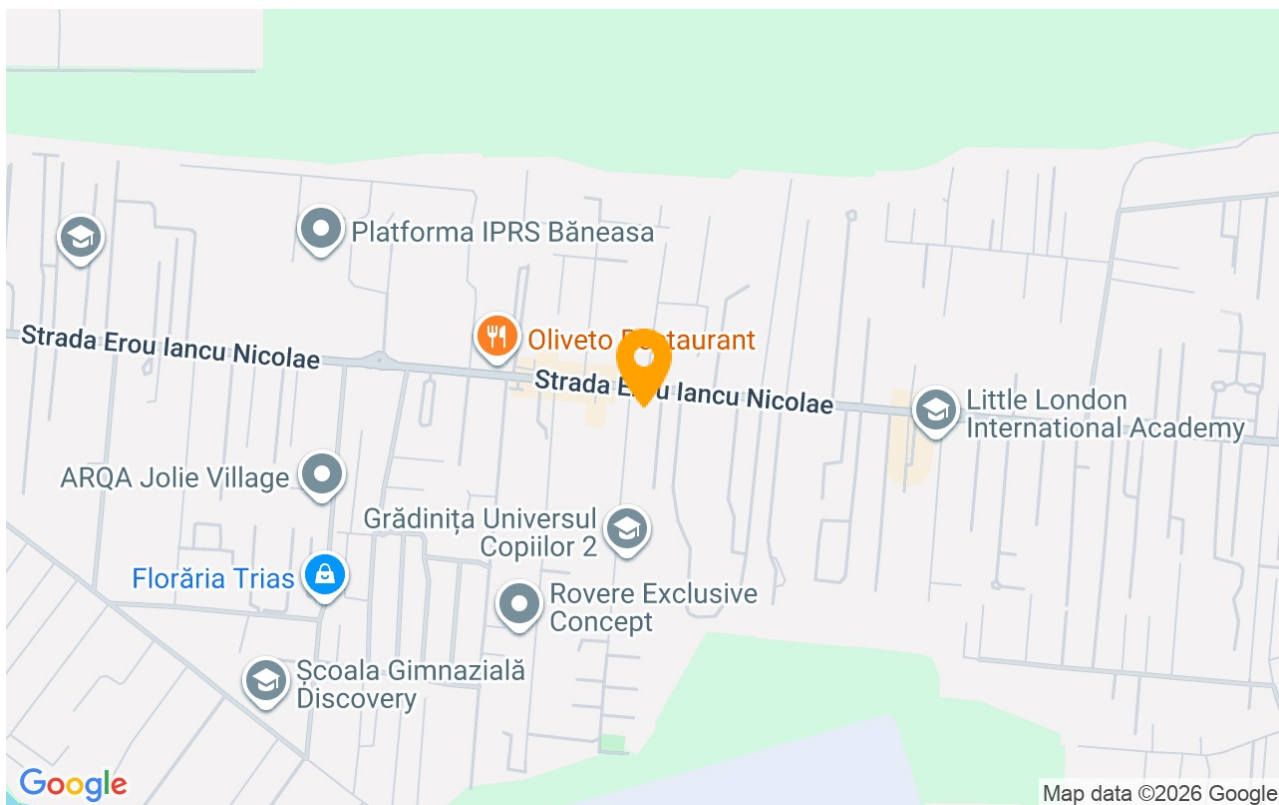 Platforma IPRS Băneasa
Strada Erou Iancu Nicolae
Oliveto Restaurant
Strada Erou Iancu Nicolae
Little London
International Academy
ARQA Jolie Village
Grădinița Universul
Copiilor 2
Florăria Trias
Rovere Exclusive
Concept
Școala Gimnazială
Discovery
Google
Map data ©2026 Google